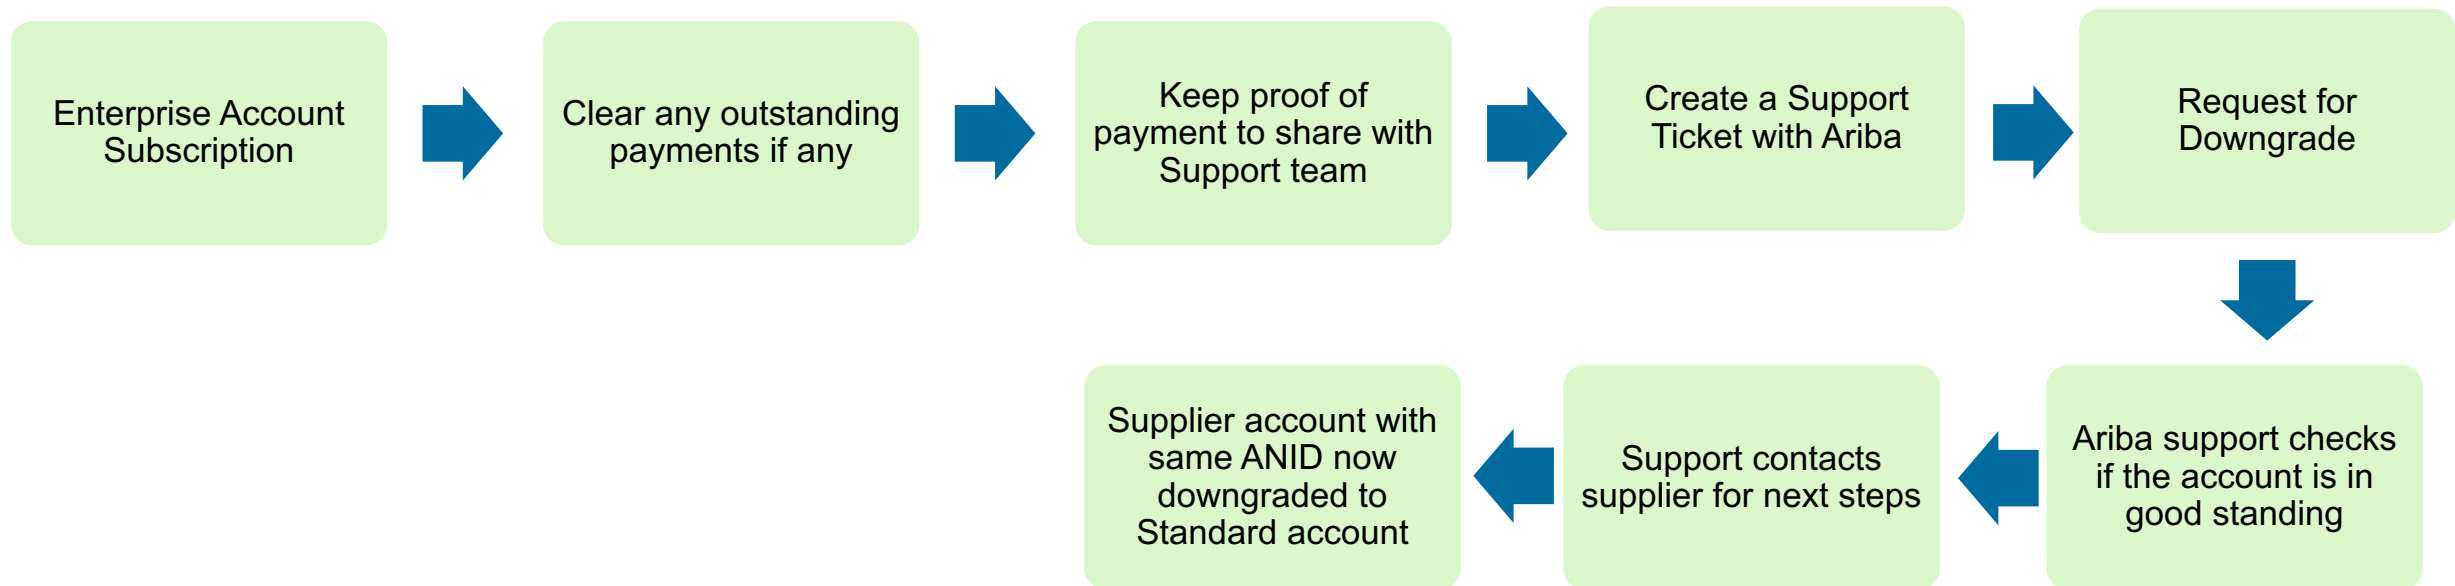 Enterprise Account
Subscription
Clear any outstanding
payments if any
Keep proof of
payment to share with
Support team
Create a Support
Ticket with Ariba
Request for
Downgrade
Ariba support checks
if the account is in
good standing
Support contacts
supplier for next steps
Supplier account with
same ANID now
downgraded to
Standard account